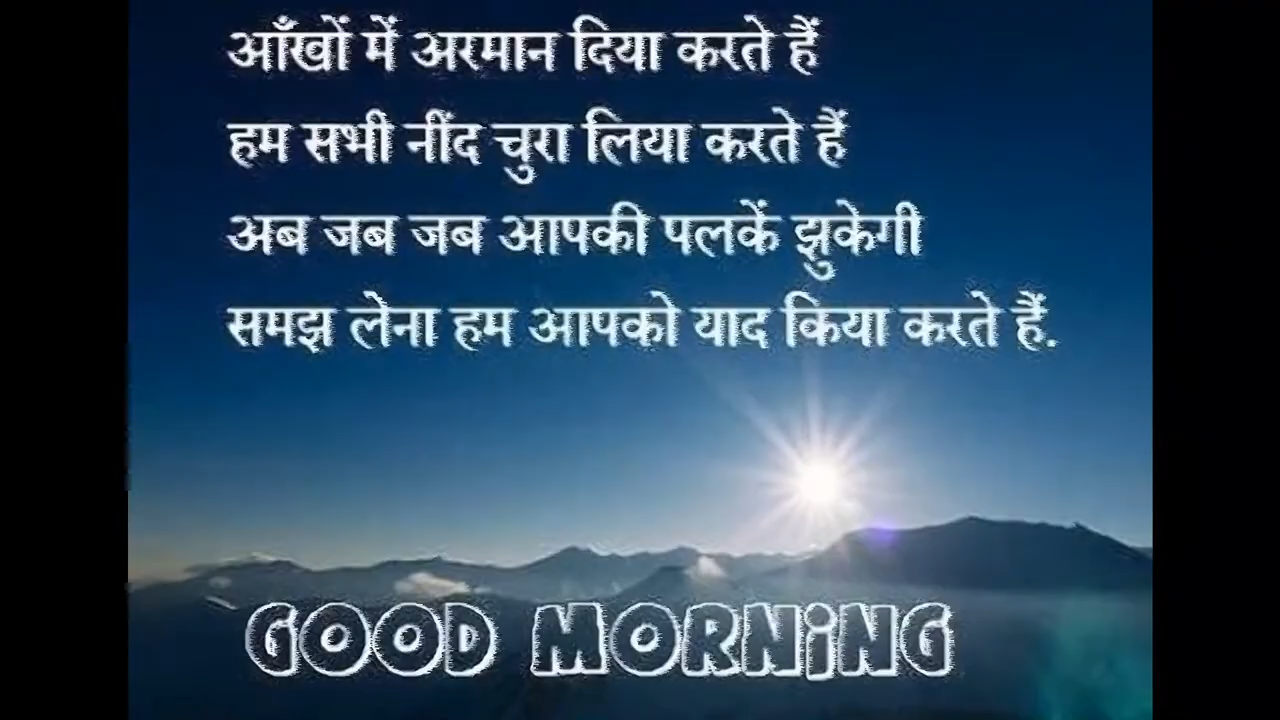 आँखों में अरमान दिया करते हैं
हम सभी नींद चुरा लिया करते हैं
अब जब जब आपकी पलकें झुकेगी
समझ लेना हम आपको याद किया करते हैं.
GOOD MORNiNG